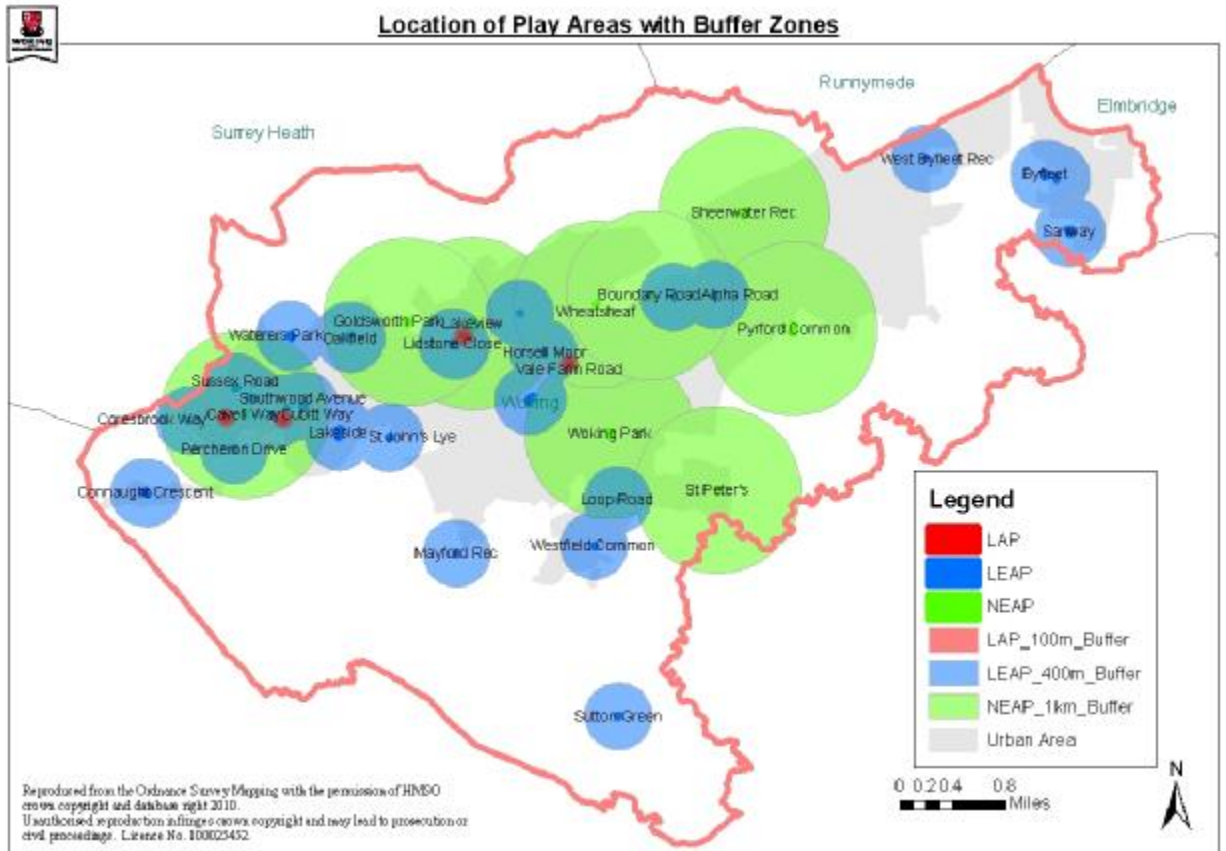 WOKING
Location of Play Areas with Buffer Zones
Runnymede
Elmbridge
Surrey Heath
West Byfleet Rec
Byfleet
Sheerwater Rec
Sanway
Boundary Road Alpha Road
Goldsworth Park
Lakeview
Wheatsheaf
Waterers Park
Oakfield
Lidstone Close
Pyrford Common
Horsell Moor
Vale Farm Road
Sussex Road
Southwood Avenue
Woking
Coresbrook Way
Cavell Way
Cubitt Way
Lakeside
St John's Lye
Woking Park
Percheron Drive
Connaught Crescent
Loop Road
St Peter's
Mayford Rec
Westfield Common
Sutton Green
Legend
LAP
LEAP
NEAP
LAP_100m_Buffer
LEAP_400m_Buffer
NEAP_1km_Buffer
Urban Area
0 0.2 0.4 0.8
Miles
N
Reproduced from the Ordnance Survey Mapping with the permission of HMSO
crown copyright and database right 2010.
Unauthorised reproduction infringes crown copyright and may lead to prosecution or
civil proceedings. Licence No. 100025452